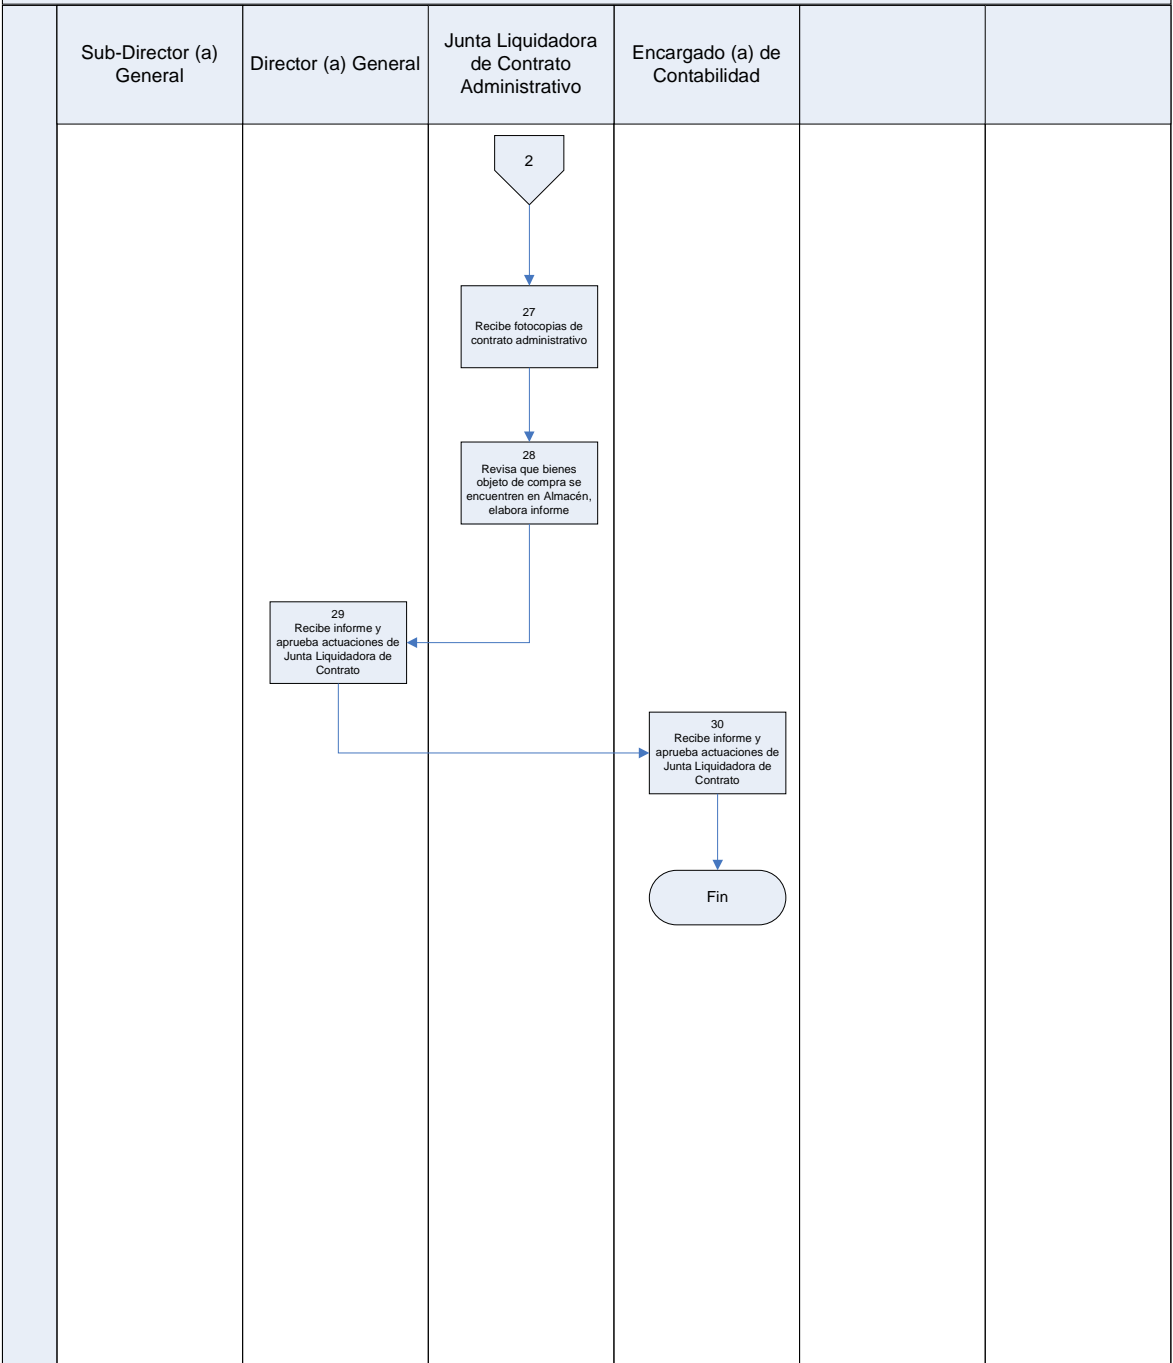 Sub-Director (a)
General
Director (a) General
Junta Liquidadora
de Contrato
Administrativo
Encargado (a) de
Contabilidad
2
27
Recibe fotocopias de
contrato administrativo
28
Revisa que bienes
objeto de compra se
encuentren en Almacén,
elabora informe
29
Recibe informe y
aprueba actuaciones de
Junta Liquidadora de
Contrato
30
Recibe informe y
aprueba actuaciones de
Junta Liquidadora de
Contrato
Fin